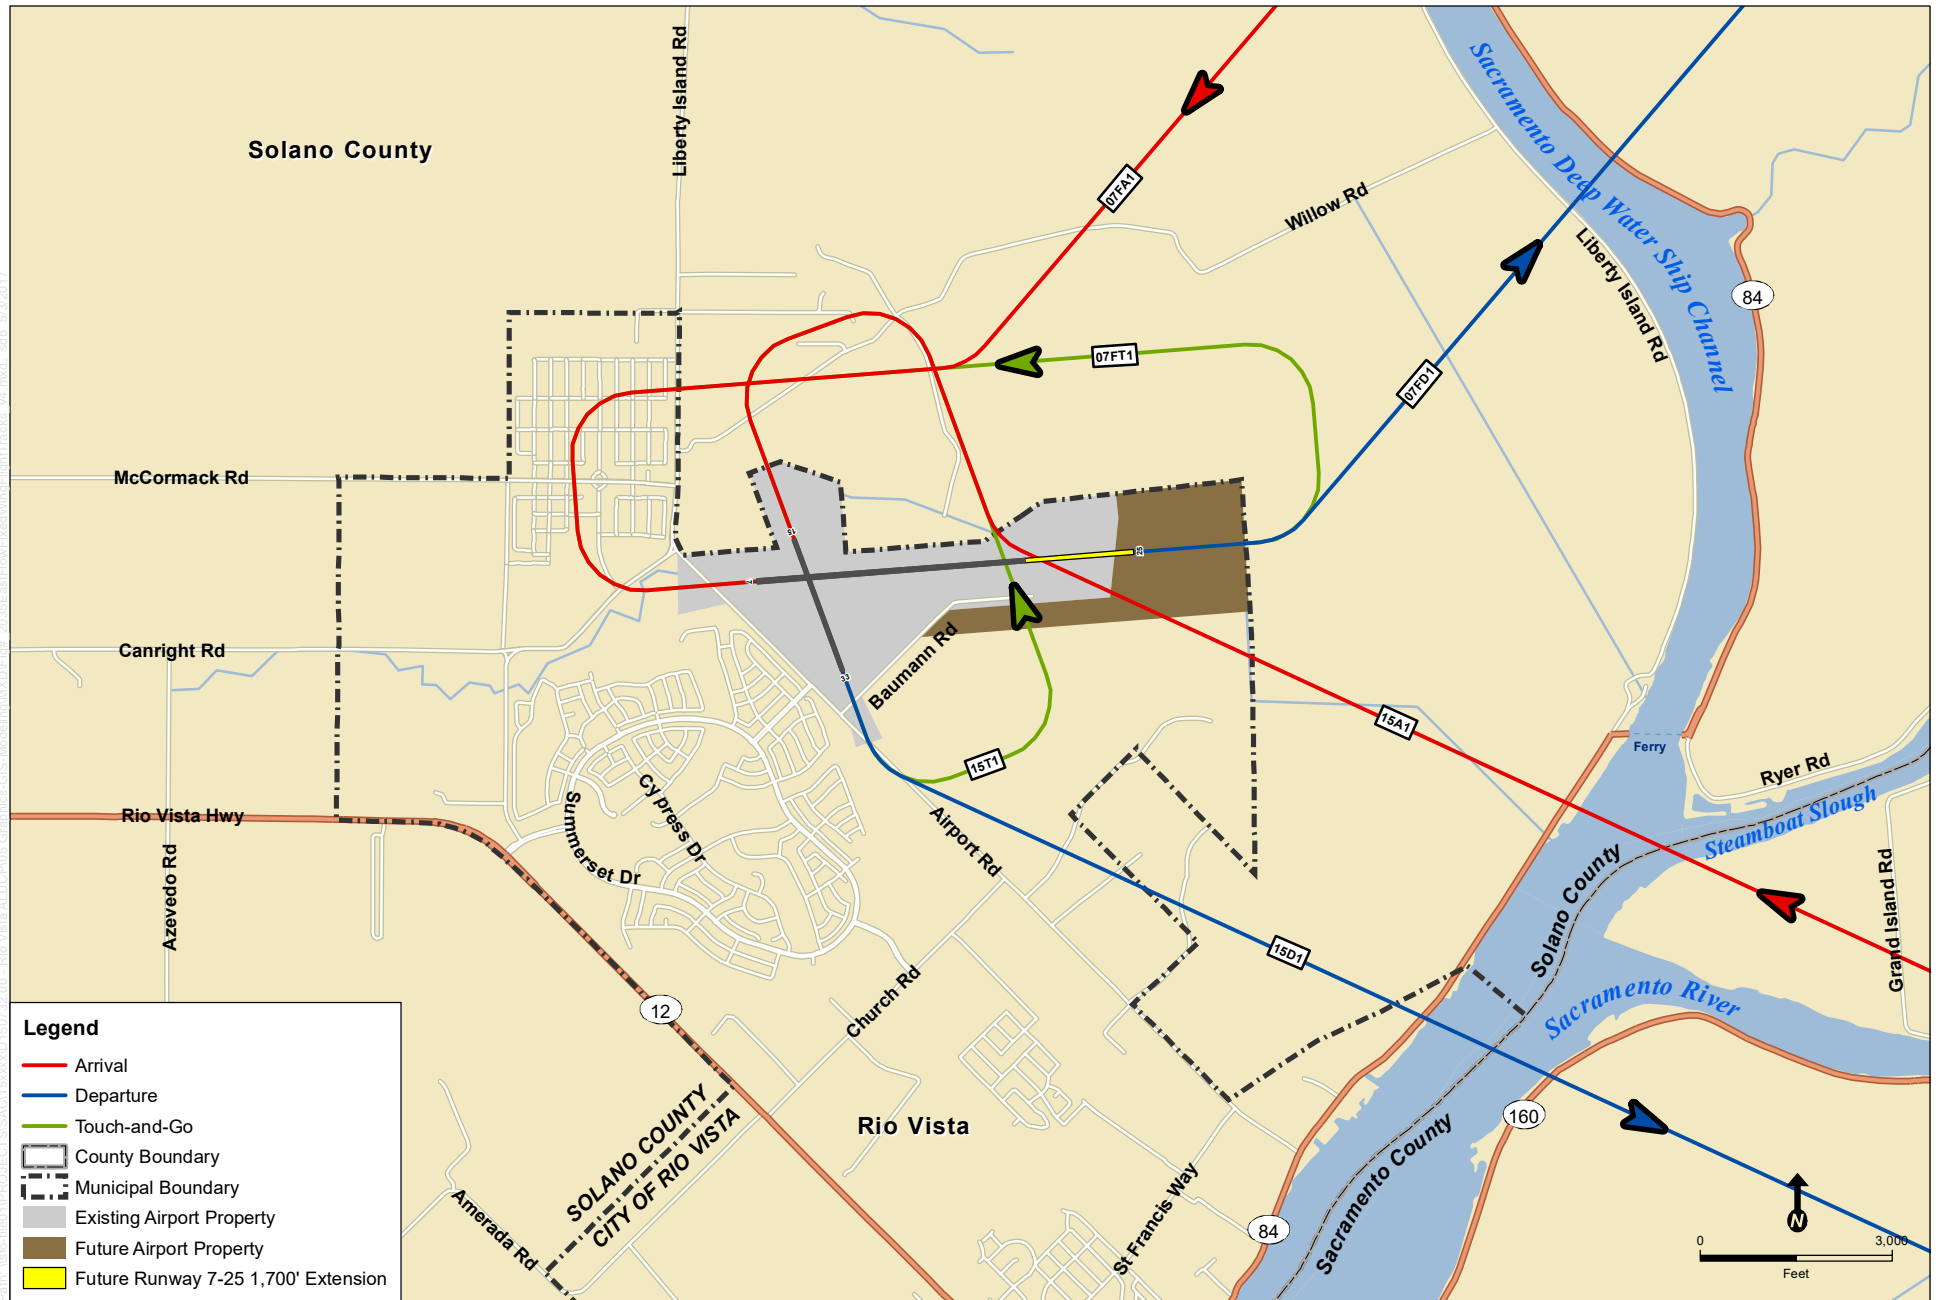 Solano County
Liberty Island Rd
07FA1
Willow Rd
Sacramento Deep Water Ship Channel
Liberty Island Rd
84
07FT1
07FD1
McCormack Rd
15
7
25
33
Canright Rd
Baumann Rd
15A1
Ferry
Ryer Rd
Steamboat Slough
15T1
Rio Vista Hwy
Azevedo Rd
Summerset Dr
Cypress Dr
Airport Rd
Grand Island Rd
Solano County
15D1
Church Rd
Sacramento River
12
Rio Vista
160
Sacramento County
St Francis Way
84
SOLANO COUNTY
CITY OF RIO VISTA
Amerada Rd
Legend
Arrival
Departure
Touch-and-Go
County Boundary
Municipal Boundary
Existing Airport Property
Future Airport Property
Future Runway 7-25 1,700' Extension
N
0 3,000
Feet